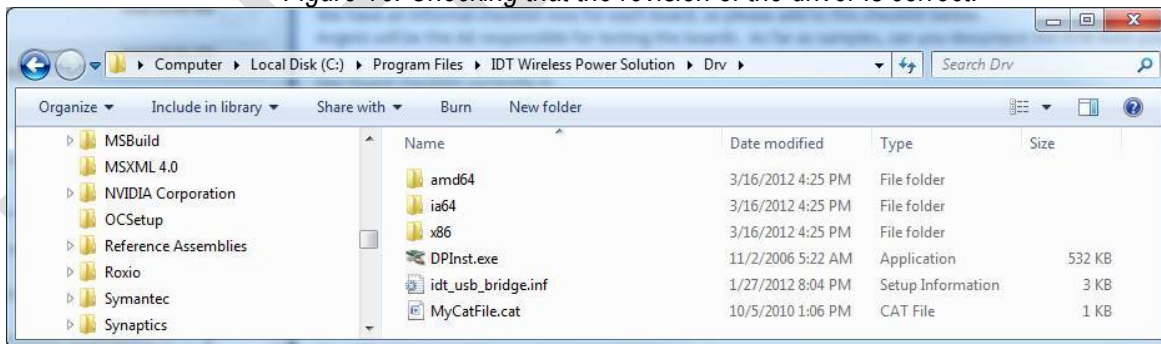 Figure 10. Checking that the revision of the driver is correct.
Computer ▸ Local Disk (C:) ▸ Program Files ▸ IDT Wireless Power Solution ▸ Drv ▸
Search Drv
Organize Include in library Share with Burn New folder
MSBuild
MSXML 4.0
NVIDIA Corporation
OCSetup
Reference Assemblies
Roxio
Symantec
Synaptics
Name Date modified Type Size
amd64 3/16/2012 4:25 PM File folder
ia64 3/16/2012 4:25 PM File folder
x86 3/16/2012 4:25 PM File folder
DPInst.exe 11/2/2006 5:22 AM Application 532 KB
idt_usb_bridge.inf 1/27/2012 8:04 PM Setup Information 3 KB
MyCatFile.cat 10/5/2010 1:06 PM CAT File 1 KB